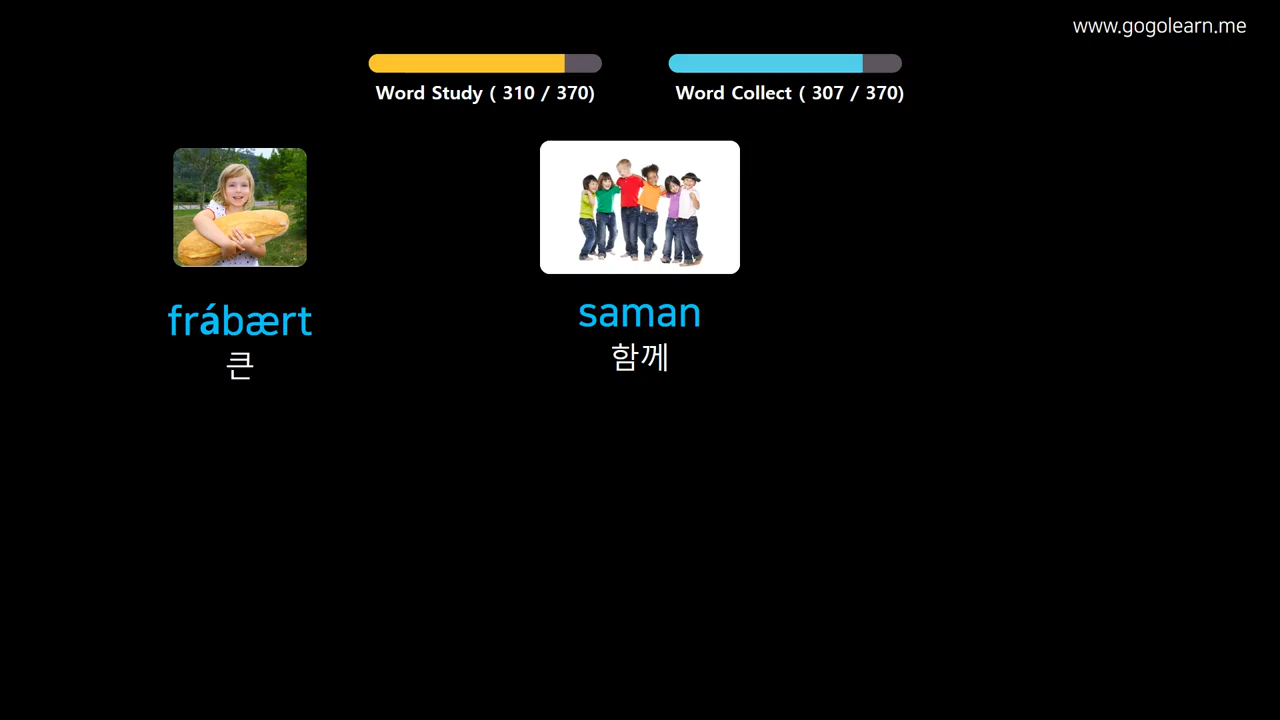 www.gogolearn.me
Word Study ( 310 / 370)
Word Collect ( 307 / 370)
frábært
큰
saman
함께